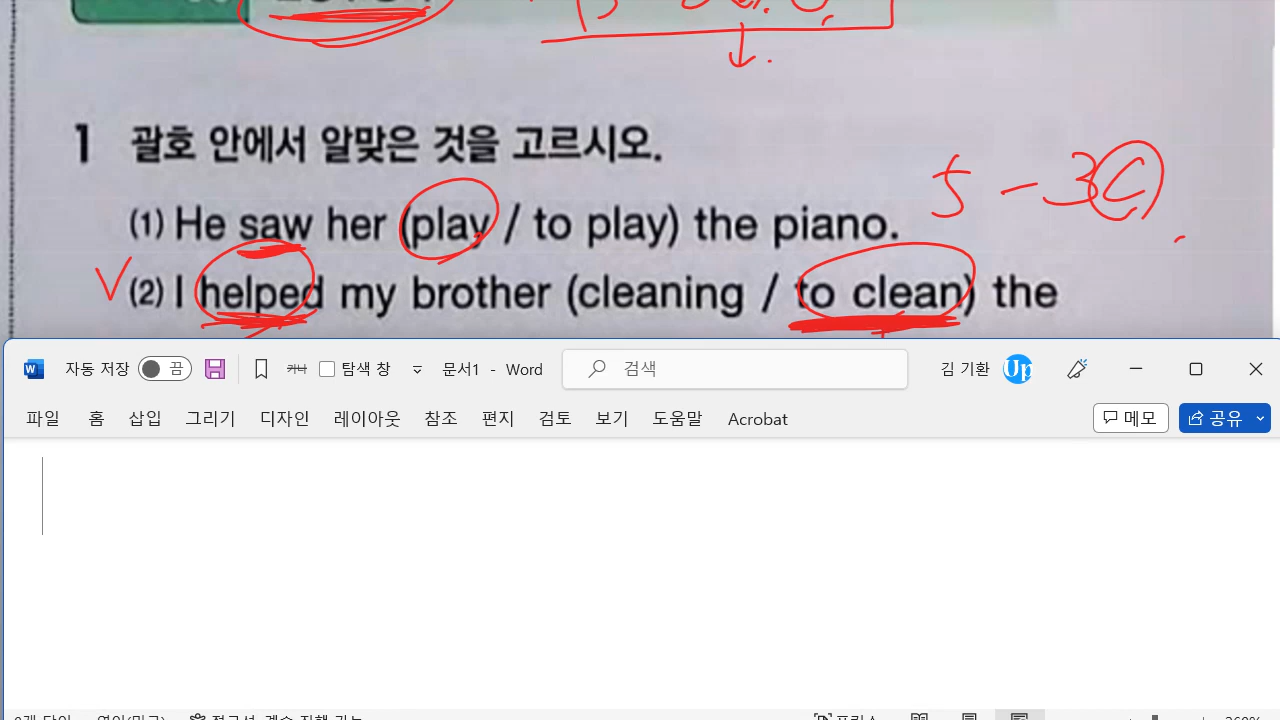 1 괄호 안에서 알맞은 것을 고르시오.
(1) He saw her (play / to play) the piano.
5 - 3 C
(2) I helped my brother (cleaning / to clean) the
자동 저장 끔 가나 탐색 창 문서1 - Word 검색 김 기환 Up
파일 홈 삽입 그리기 디자인 레이아웃 참조 편지 검토 보기 도움말 Acrobat 메모 공유